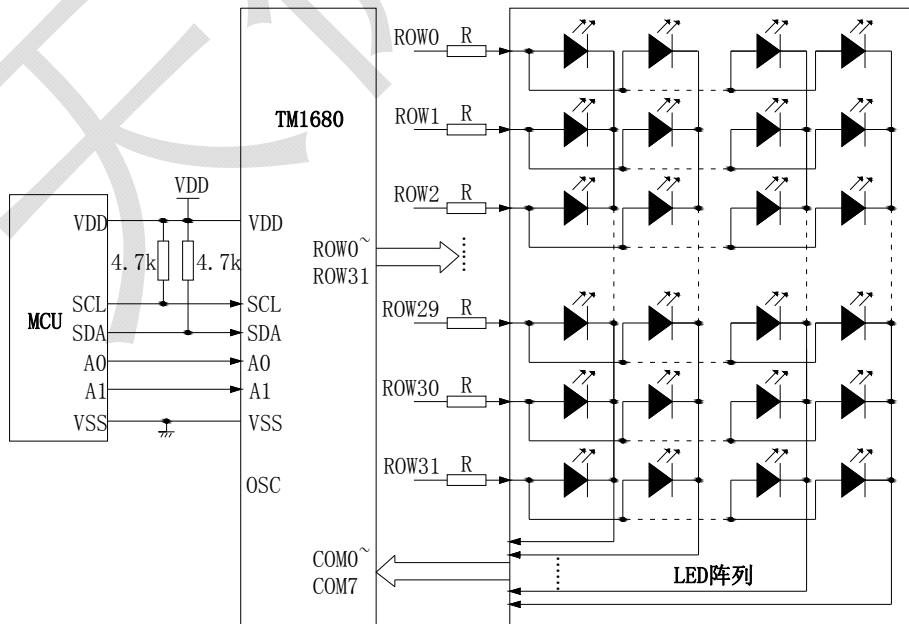 ROW0 R
TM1680
ROW1 R
VDD
ROW2 R
VDD
VDD
4.7k 4.7k
ROW0~
ROW31
SCL
SCL
MCU
SDA
SDA
ROW29 R
A0
A0
A1
A1
ROW30 R
VSS
VSS
ROW31 R
OSC
COM0~
COM7
LED阵列